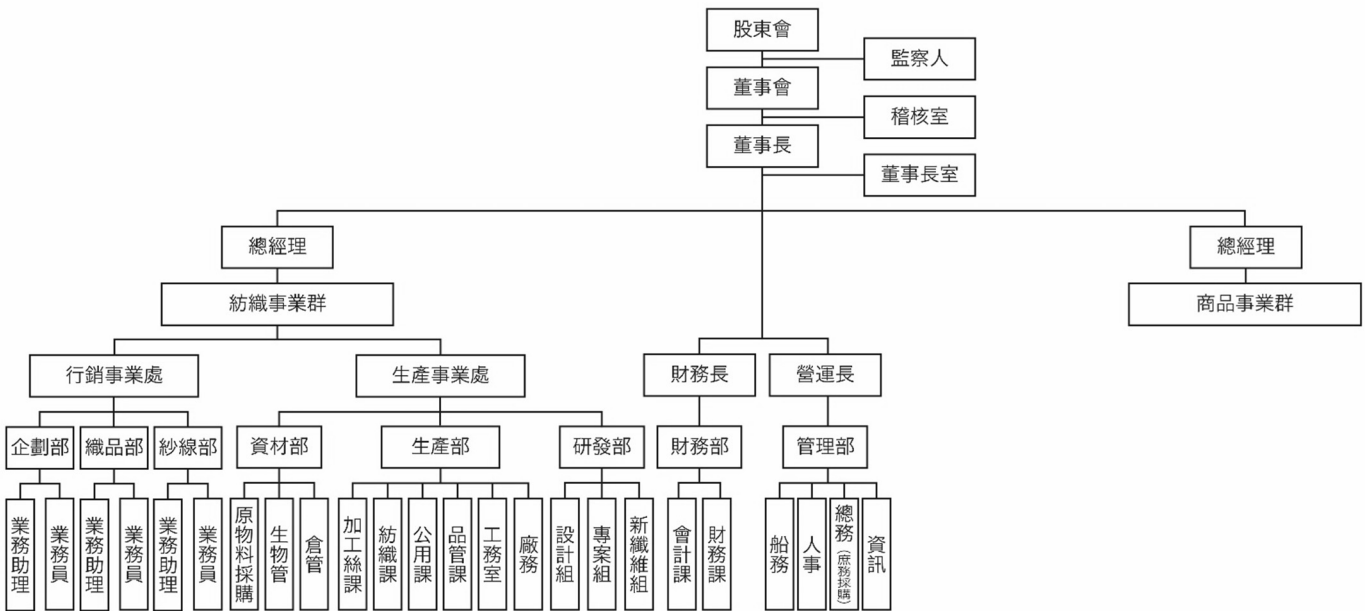 股東會
監察人
董事會
稽核室
董事長
董事長室
總經理
總經理
紡織事業群
商品事業群
行銷事業處
生產事業處
財務長
營運長
企劃部
織品部
紗線部
資材部
生產部
研發部
財務部
管理部
業務助理
業務員
業務助理
業務員
業務助理
業務員
原物料採購
生物管
倉管
加工絲課
紡織課
公用課
品管課
工務室
廠務
設計組
專案組
新纖維組
會計課
財務課
船務
人事
總務(庶務採購)
資訊